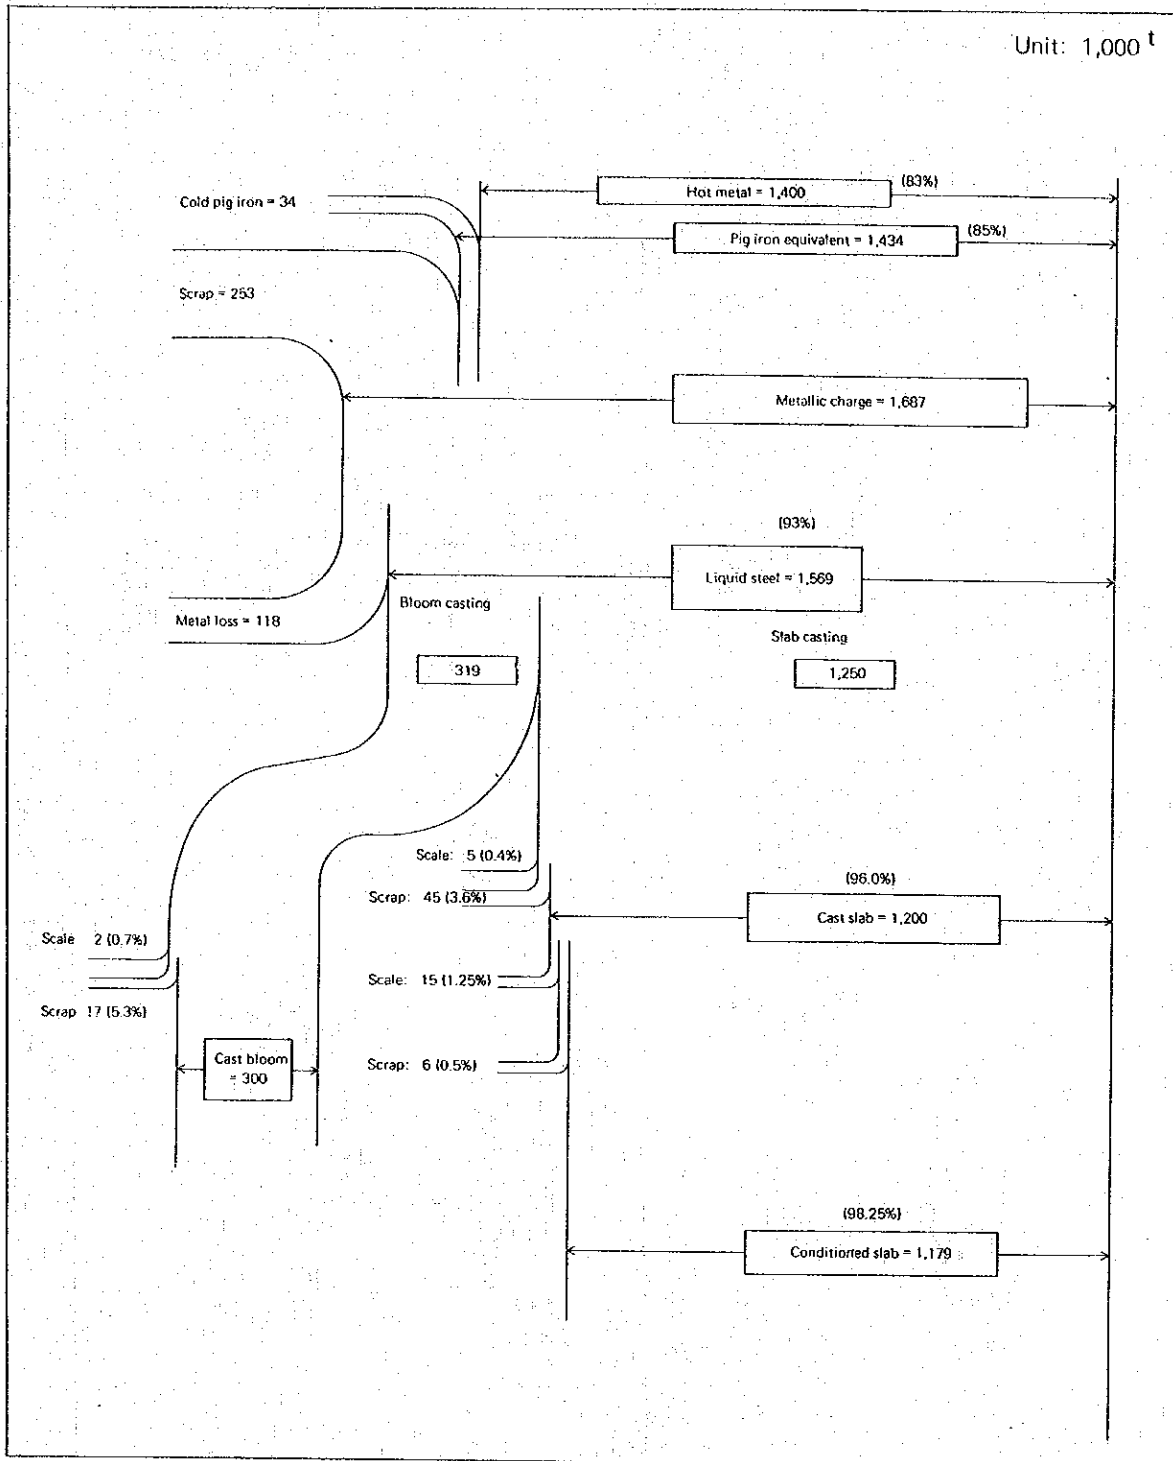 Unit: 1,000 t
(83%)
Hot metal = 1,400
Cold pig iron = 34
(85%)
Pig iron equivalent = 1,434
Scrap = 253
Metallic charge = 1,687
(93%)
Liquid steel = 1,569
Bloom casting
Metal loss = 118
Slab casting
319
1,250
Scale: 5 (0.4%)
(96.0%)
Scrap: 45 (3.6%)
Cast slab = 1,200
Scale 2 (0.7%)
Scale: 15 (1.25%)
Scrap 17 (5.3%)
Cast bloom
= 300
Scrap: 6 (0.5%)
(98.25%)
Conditioned slab = 1,179